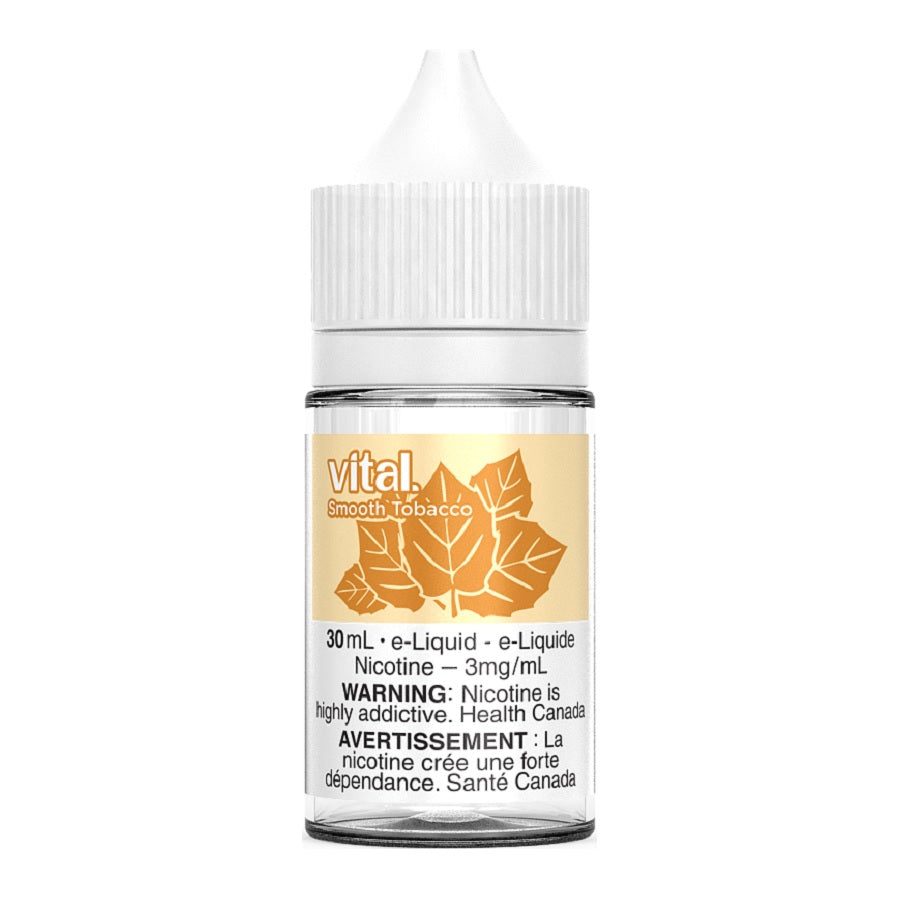 vital.
Smooth Tobacco
30 mL • e-Liquid - e-Liquide
Nicotine – 3mg/mL
WARNING: Nicotine is
highly addictive. Health Canada
AVERTISSEMENT : La
nicotine crée une forte
dépendance. Santé Canada